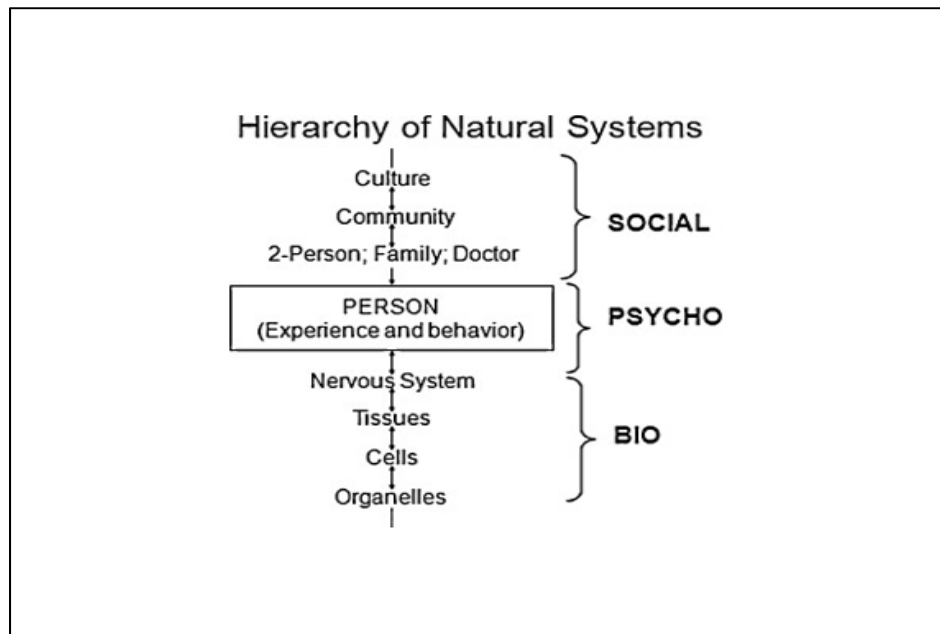 Hierarchy of Natural Systems
Culture
Community
2-Person; Family; Doctor
SOCIAL
PERSON
(Experience and behavior)
PSYCHO
Nervous System
Tissues
Cells
Organelles
BIO